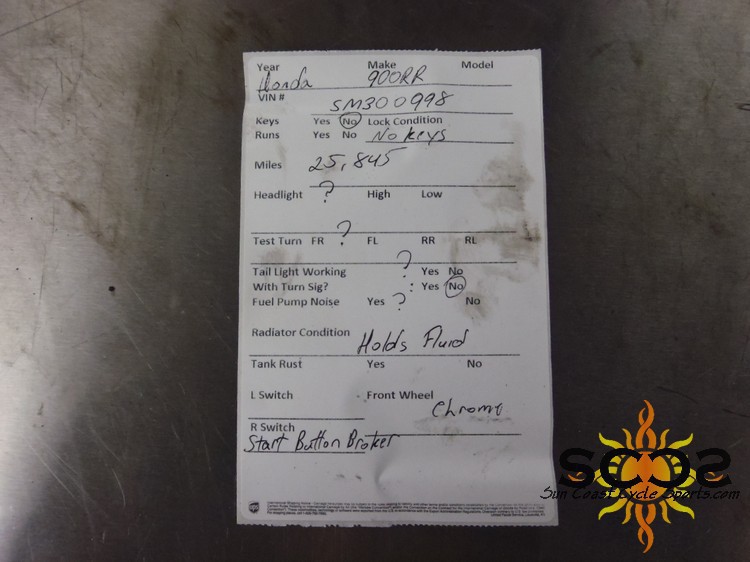 Year Make Model
Honda 900RR
VIN # SM300998
Keys Yes No Lock Condition
Runs Yes No No keys
Miles 25,845
Headlight ? High Low
Test Turn FR ? FL RR RL
Tail Light Working ? Yes No
With Turn Sig? : Yes No
Fuel Pump Noise Yes ? No
Radiator Condition Holds Fluid
Tank Rust Yes No
L Switch Front Wheel
Chrome
R Switch
Start Button Broken
SCCS
Sun Coast Cycle Sports.com